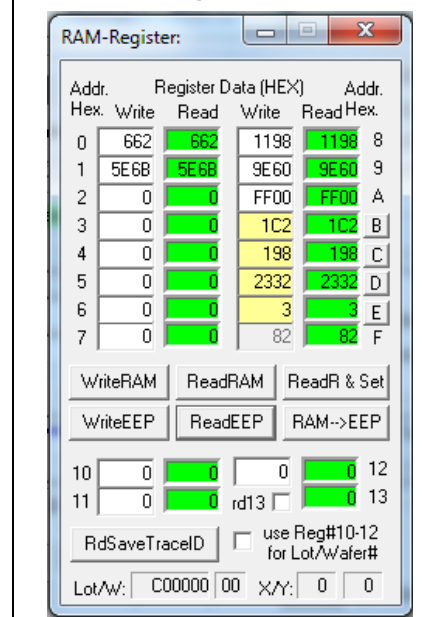 RAM-Register:
Addr. Register Data (HEX) Addr.
Hex. Write Read Write Read Hex.
0 662 662 1198 1198 8
1 5E6B 5E6B 9E60 9E60 9
2 0 0 FF00 FF00 A
3 0 0 1C2 1C2 B
4 0 0 198 198 C
5 0 0 2332 2332 D
6 0 0 3 3 E
7 0 0 82 82 F
WriteRAM ReadRAM ReadR & Set
WriteEEP ReadEEP RAM-->EEP
10 0 0 0 0 12
11 0 0 rd13 0 13
RdSaveTraceID use Reg#10-12
for Lot/Wafer#
Lot/W: C00000 00 X/Y: 0 0